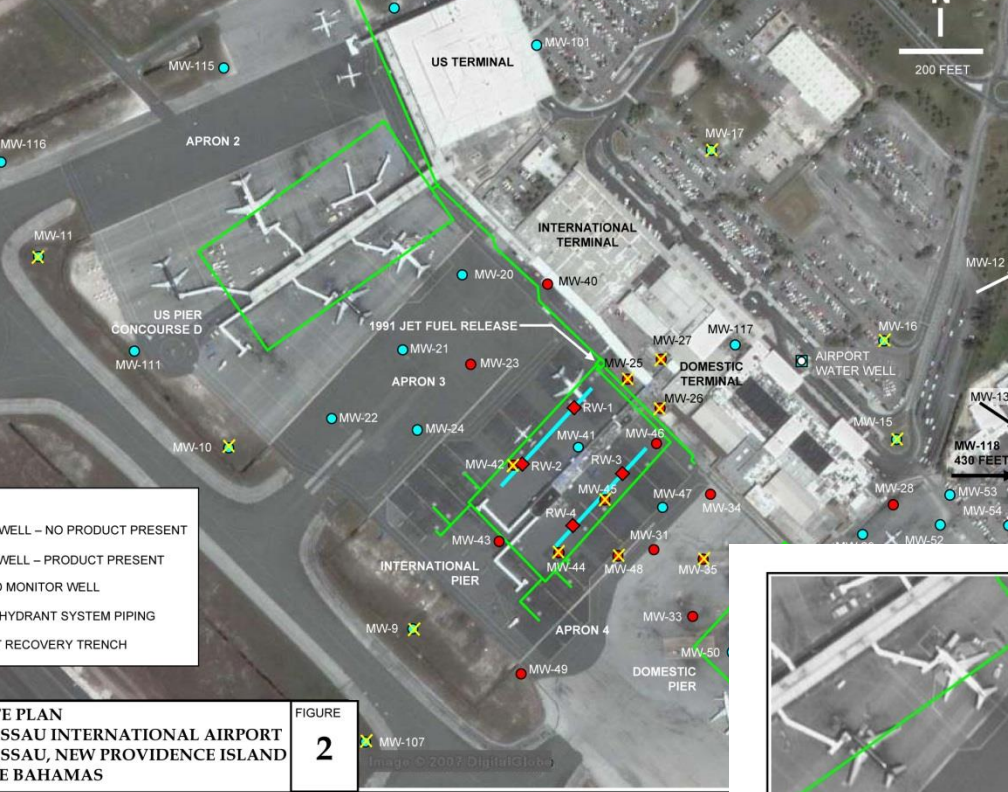 N
MW-101
US TERMINAL
200 FEET
MW-115
MW-17
APRON 2
MW-116
INTERNATIONAL
TERMINAL
MW-11
MW-12
MW-20
MW-40
US PIER
CONCOURSE D
1991 JET FUEL RELEASE
MW-117
MW-16
MW-21
MW-27
MW-111
MW-23
MW-25
DOMESTIC
TERMINAL
AIRPORT
WATER WELL
APRON 3
MW-13
RW-1
MW-26
MW-22
MW-24
MW-15
MW-10
MW-41
MW-46
MW-118
430 FEET
MW-42
RW-2
RW-3
MW-45
MW-47
MW-34
MW-28
MW-53
MW-54
RW-4
MW-52
WELL – NO PRODUCT PRESENT
WELL – PRODUCT PRESENT
MONITOR WELL
HYDRANT SYSTEM PIPING
RECOVERY TRENCH
MW-43
MW-31
INTERNATIONAL
PIER
MW-44
MW-48
MW-35
MW-9
APRON 4
MW-33
MW-50
MW-49
DOMESTIC
PIER
TE PLAN
SSAU INTERNATIONAL AIRPORT
SSAU, NEW PROVIDENCE ISLAND
E BAHAMAS
FIGURE
2
MW-107
Image © 2007 DigitalGlobe